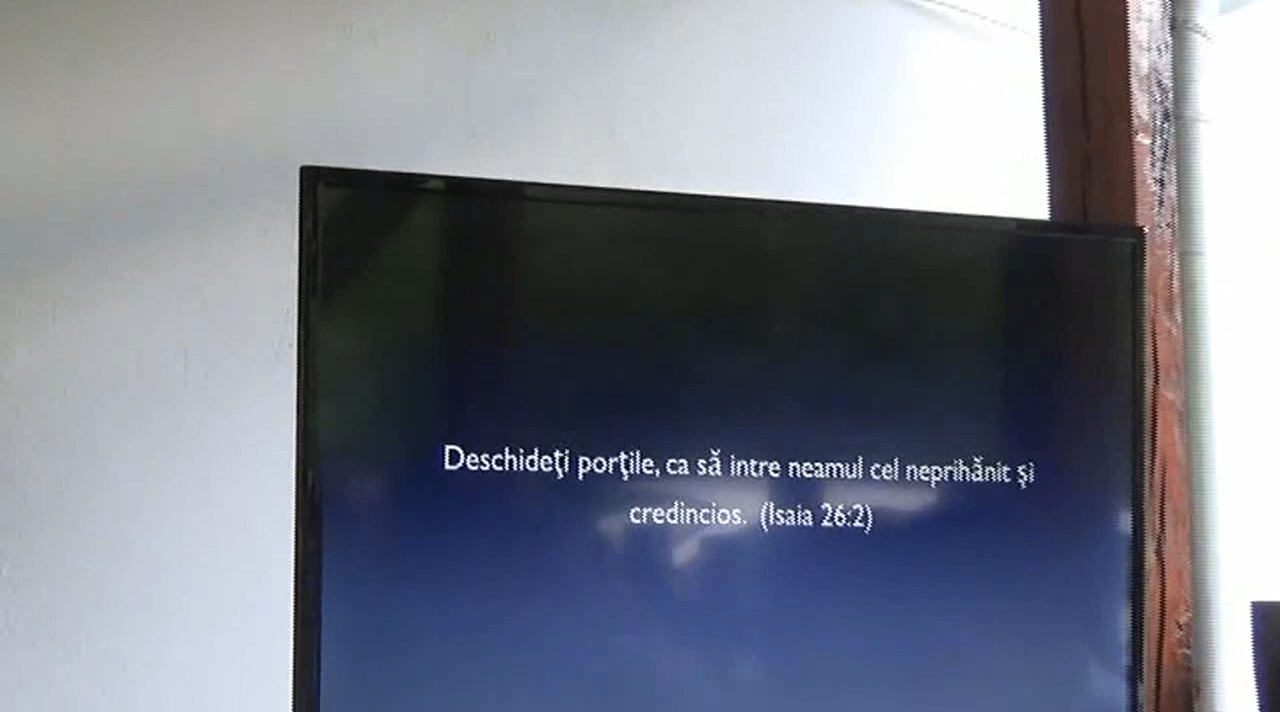 Deschideţi porţile, ca să intre neamul cel neprihănit şi
credincios. (Isaia 26:2)